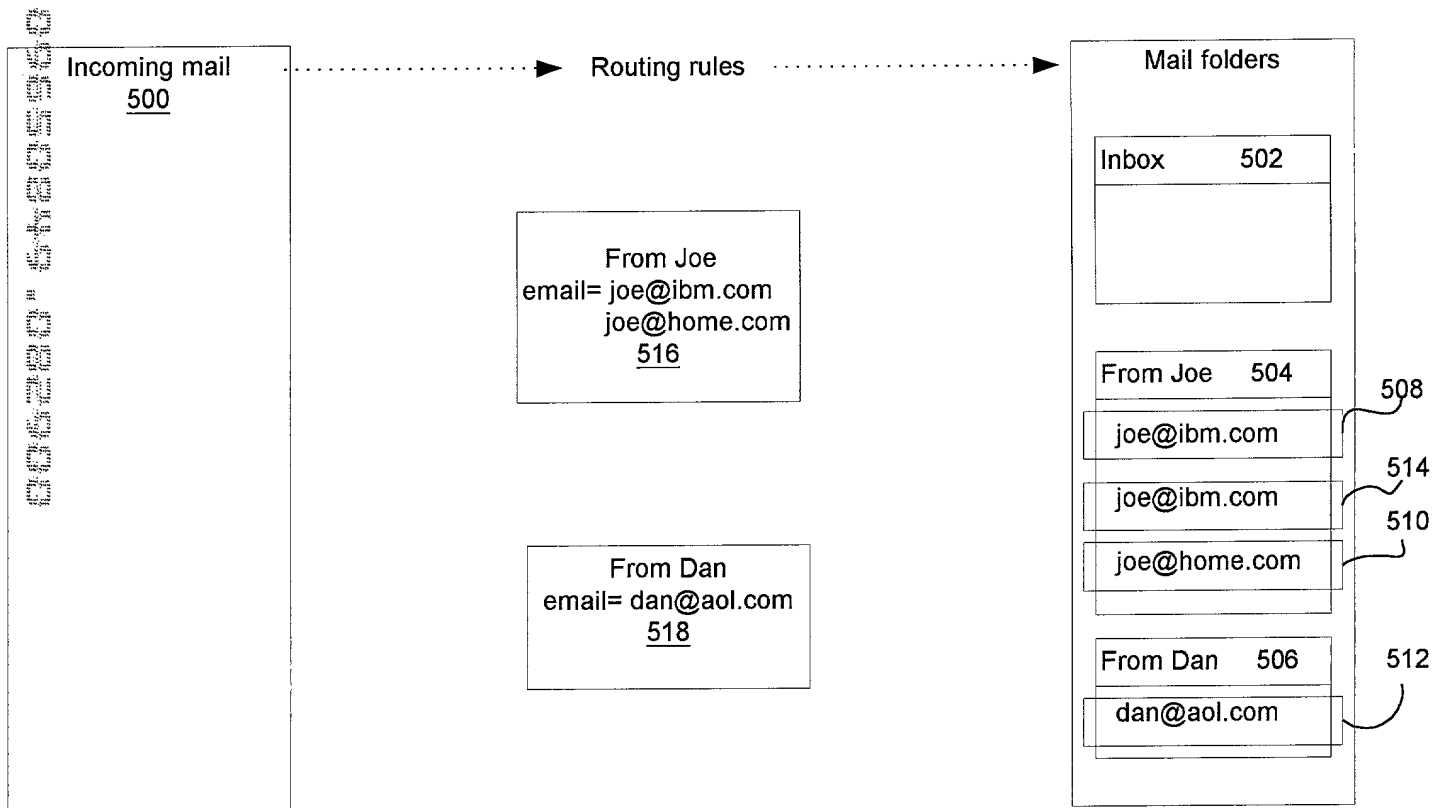 Incoming mail
500
Routing rules
Mail folders
Inbox 502
From Joe
email= joe@ibm.com
joe@home.com
516
From Joe 504
508
joe@ibm.com
514
joe@ibm.com
510
joe@home.com
From Dan
email= dan@aol.com
518
From Dan 506
512
dan@aol.com